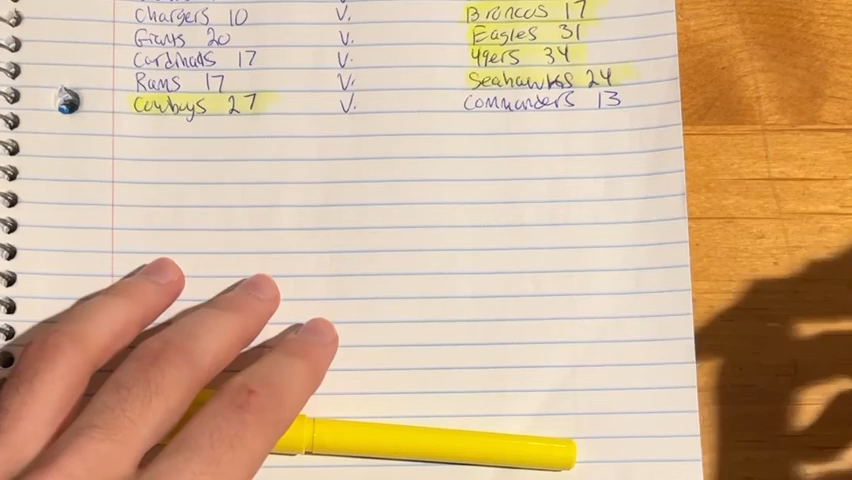 Chargers 10 V. Broncos 17
Giants 20 V. Eagles 31
Cardinals 17 V. 49ers 34
Rams 17 V. Seahawks 24
Cowboys 27 V. Commanders 13